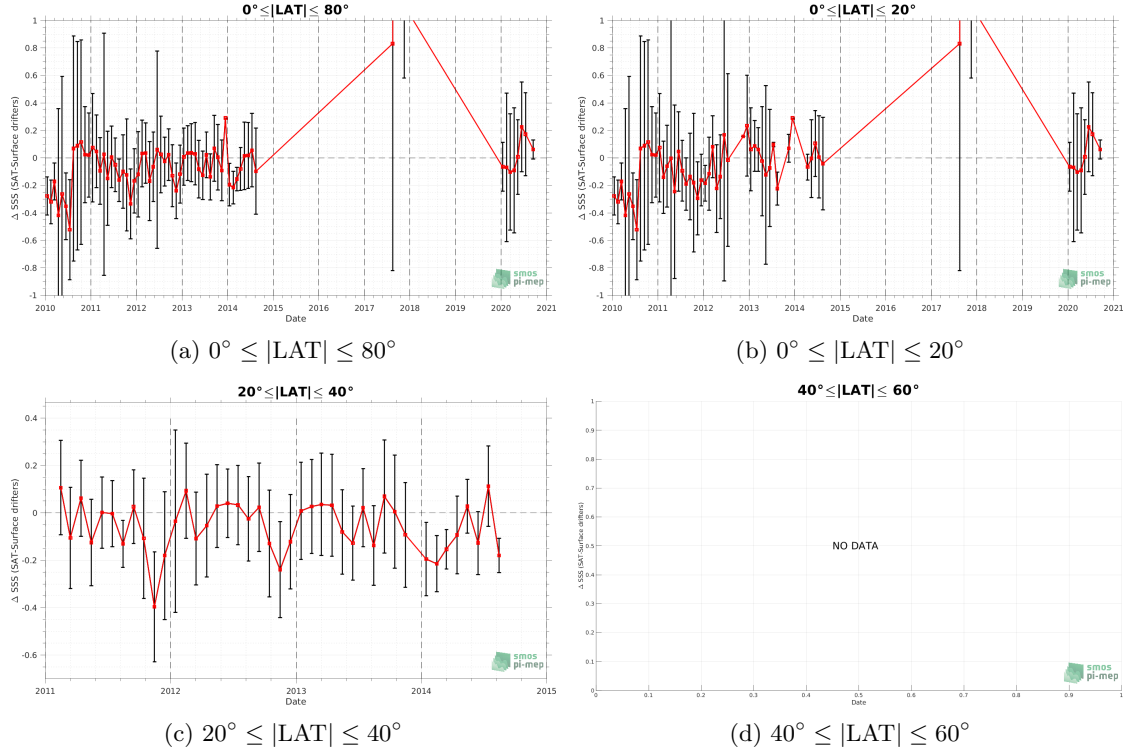 0°≤|LAT|≤ 80°
Δ SSS (SAT-Surface drifters)
1
0.8
0.6
0.4
0.2
0
-0.2
-0.4
-0.6
-0.8
-1
2010 2011 2012 2013 2014 2015 2016 2017 2018 2019 2020 2021
Date
smos
pi-mep
(a) 0° ≤ |LAT| ≤ 80°
0°≤|LAT|≤ 20°
Δ SSS (SAT-Surface drifters)
1
0.8
0.6
0.4
0.2
0
-0.2
-0.4
-0.6
-0.8
-1
2010 2011 2012 2013 2014 2015 2016 2017 2018 2019 2020 2021
Date
smos
pi-mep
(b) 0° ≤ |LAT| ≤ 20°
20°≤|LAT|≤ 40°
Δ SSS (SAT-Surface drifters)
0.4
0.2
0
-0.2
-0.4
-0.6
2011 2012 2013 2014 2015
Date
smos
pi-mep
(c) 20° ≤ |LAT| ≤ 40°
40°≤|LAT|≤ 60°
Δ SSS (SAT-Surface drifters)
1
0.9
0.8
0.7
0.6
0.5
0.4
0.3
0.2
0.1
0
NO DATA
0 0.1 0.2 0.3 0.4 0.5 0.6 0.7 0.8 0.9 1
Date
smos
pi-mep
(d) 40° ≤ |LAT| ≤ 60°